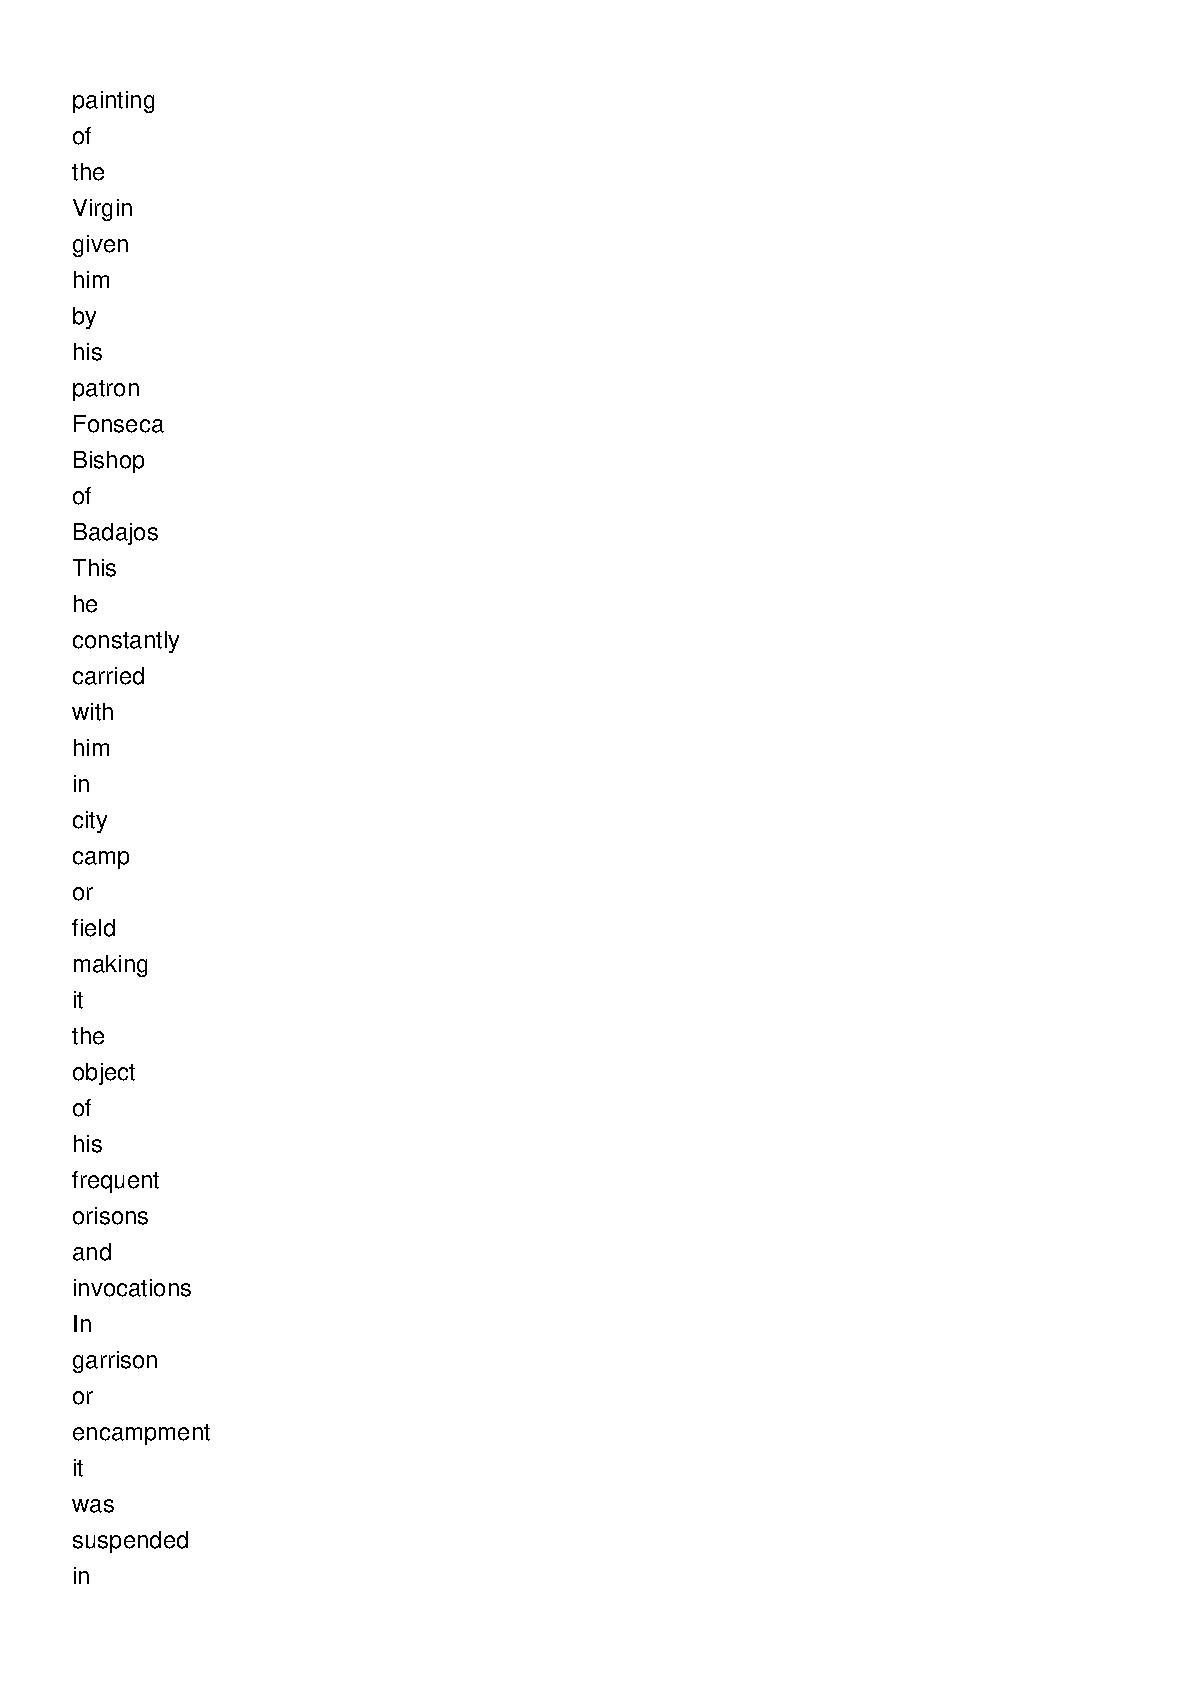 painting
of
the
Virgin
given
him
by
his
patron
Fonseca
Bishop
of
Badajos
This
he
constantly
carried
with
him
in
city
camp
or
field
making
it
the
object
of
his
frequent
orisons
and
invocations
In
garrison
or
encampment
it
was
suspended
in